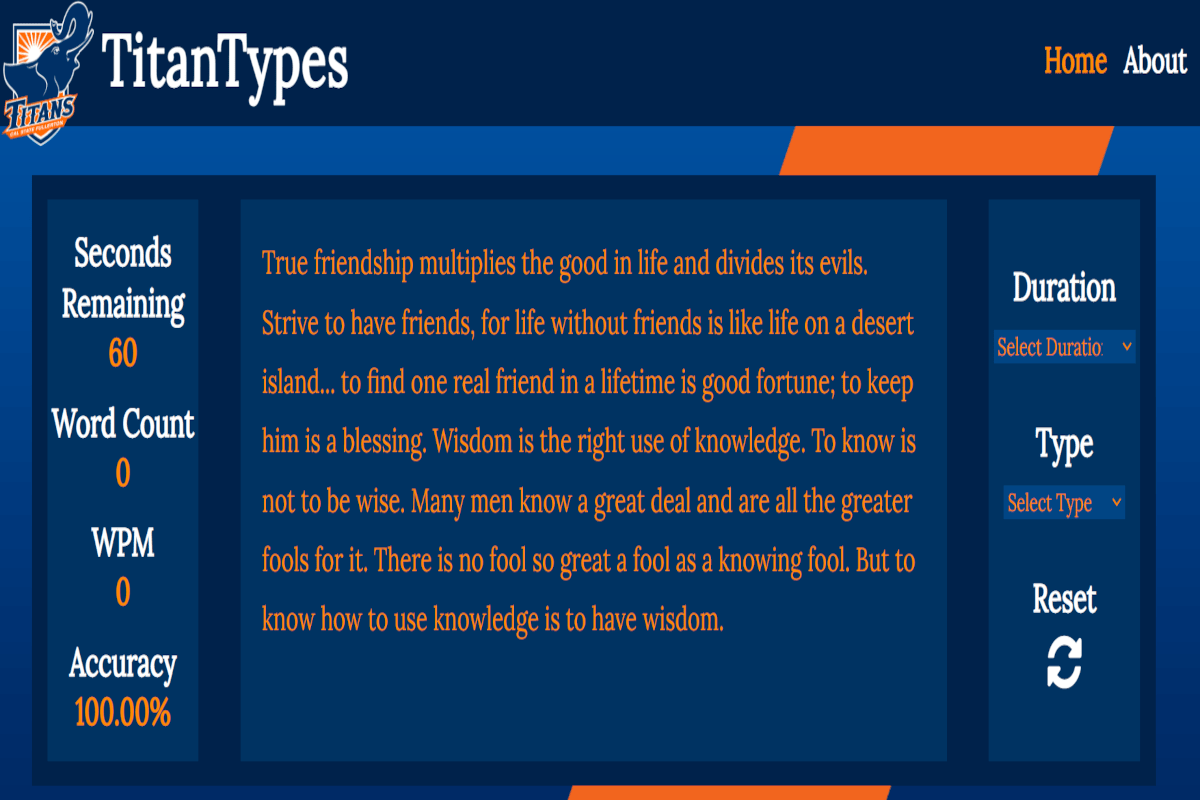 TITANS
CAL STATE FULLERTON
TitanTypes
Home About
Seconds
Remaining
60
Word Count
0
WPM
0
Accuracy
100.00%
True friendship multiplies the good in life and divides its evils.
Strive to have friends, for life without friends is like life on a desert
island... to find one real friend in a lifetime is good fortune; to keep
him is a blessing. Wisdom is the right use of knowledge. To know is
not to be wise. Many men know a great deal and are all the greater
fools for it. There is no fool so great a fool as a knowing fool. But to
know how to use knowledge is to have wisdom.
Duration
Select Duratio
Type
Select Type
Reset